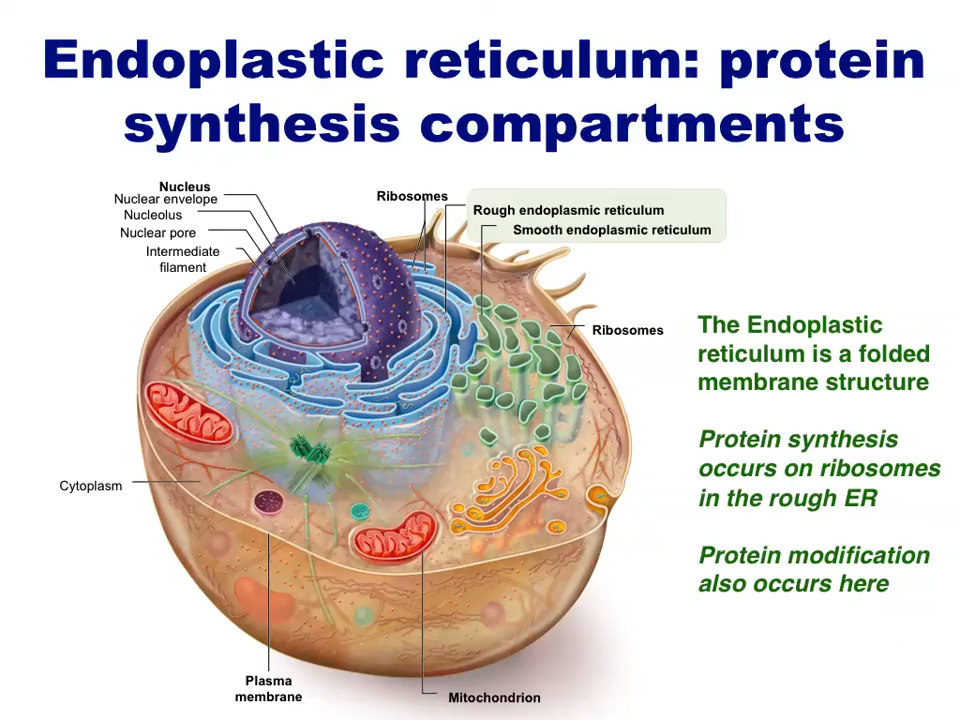 Endoplastic reticulum: protein
synthesis compartments
Nucleus
Nuclear envelope
Nucleolus
Nuclear pore
Intermediate
filament
Ribosomes
Rough endoplasmic reticulum
Smooth endoplasmic reticulum
Ribosomes
Cytoplasm
Plasma
membrane
Mitochondrion
The Endoplastic
reticulum is a folded
membrane structure
Protein synthesis
occurs on ribosomes
in the rough ER
Protein modification
also occurs here